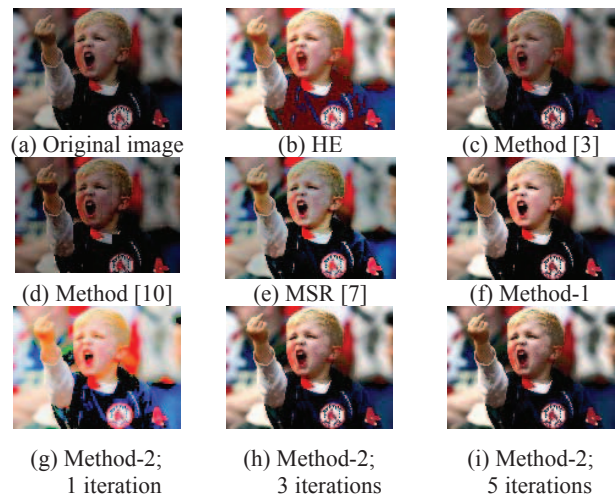 (a) Original image
(b) HE
(c) Method [3]
(d) Method [10]
(e) MSR [7]
(f) Method-1
(g) Method-2;
1 iteration
(h) Method-2;
3 iterations
(i) Method-2;
5 iterations